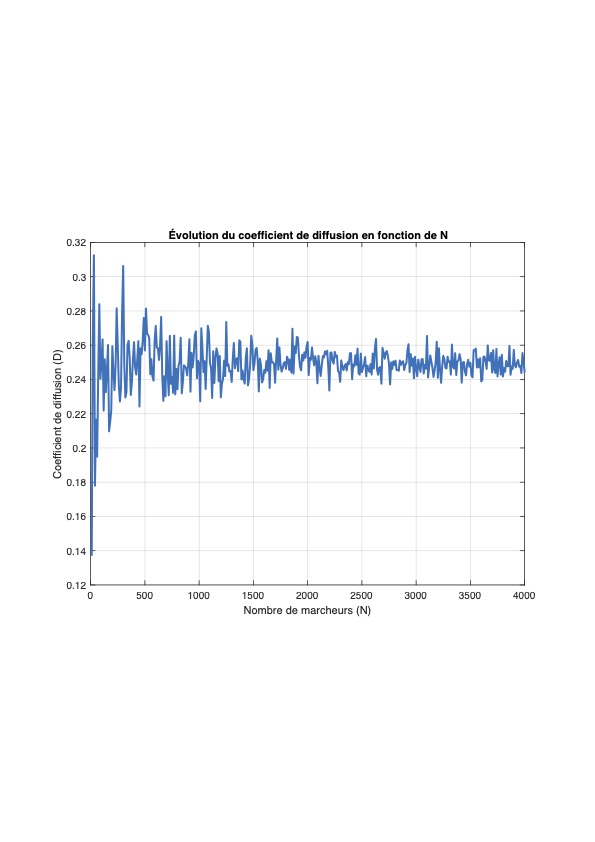 Évolution du coefficient de diffusion en fonction de N
0.32
0.3
0.28
0.26
0.24
0.22
0.2
0.18
0.16
0.14
0.12
Coefficient de diffusion (D)
0 500 1000 1500 2000 2500 3000 3500 4000
Nombre de marcheurs (N)